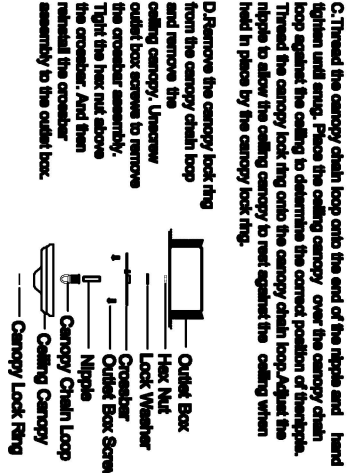 C.Thread the canopy chain loop onto the end of the nipple and hand
tighten until snug. Place the ceiling canopy over the canopy chain
loop against the ceiling to determine the correct position of thenipple.
Thread the canopy lock ring onto the canopy chain loop.Adjust the
nipple to allow the ceiling canopy to rest against the ceiling when
held in place by the canopy lock ring.
D.Remove the canopy lock ring
from the canopy chain loop
and remove the
ceiling canopy. Unscrew
outlet box screws to remove
the crossbar assembly.
Tight the hex nut above
the crossbar. And then
reinstall the crossbar
assembly to the outlet box.
Outlet Box
Hex Nut
Lock Washer
Crossbar
Outlet Box Screw
Nipple
Canopy Chain Loop
Ceiling Canopy
Canopy Lock Ring